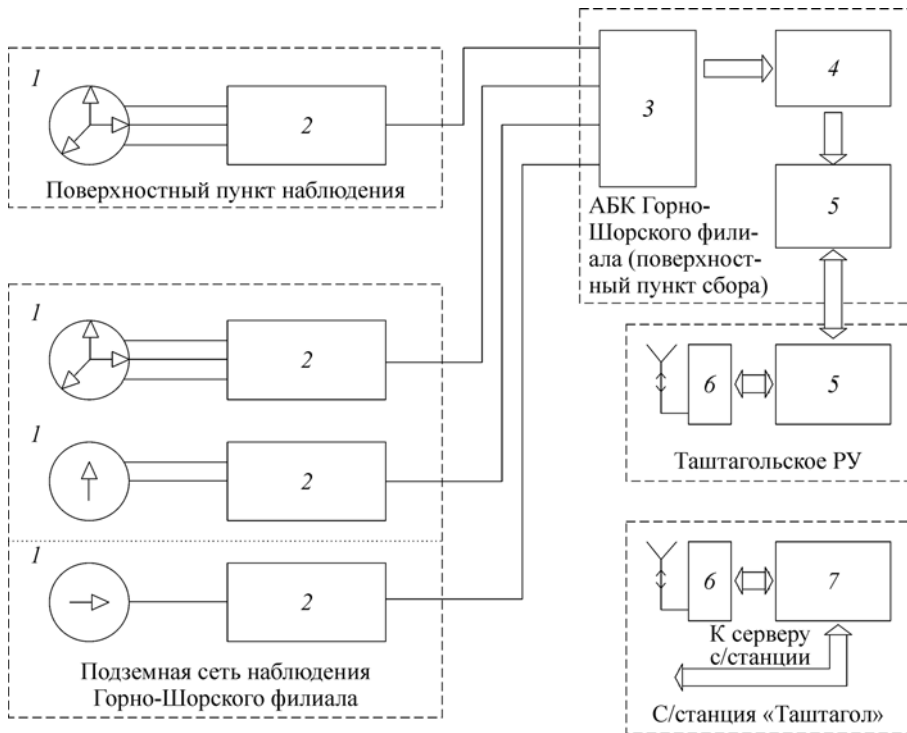 1
2
Поверхностный пункт наблюдения
1
2
1
2
1
2
Подземная сеть наблюдения
Горно-Шорского филиала
3
4
5
АБК Горно-
Шорского фили-
ала (поверхност-
ный пункт сбора)
6
5
Таштагольское РУ
6
7
К серверу
с/станции
С/станция «Таштагол»